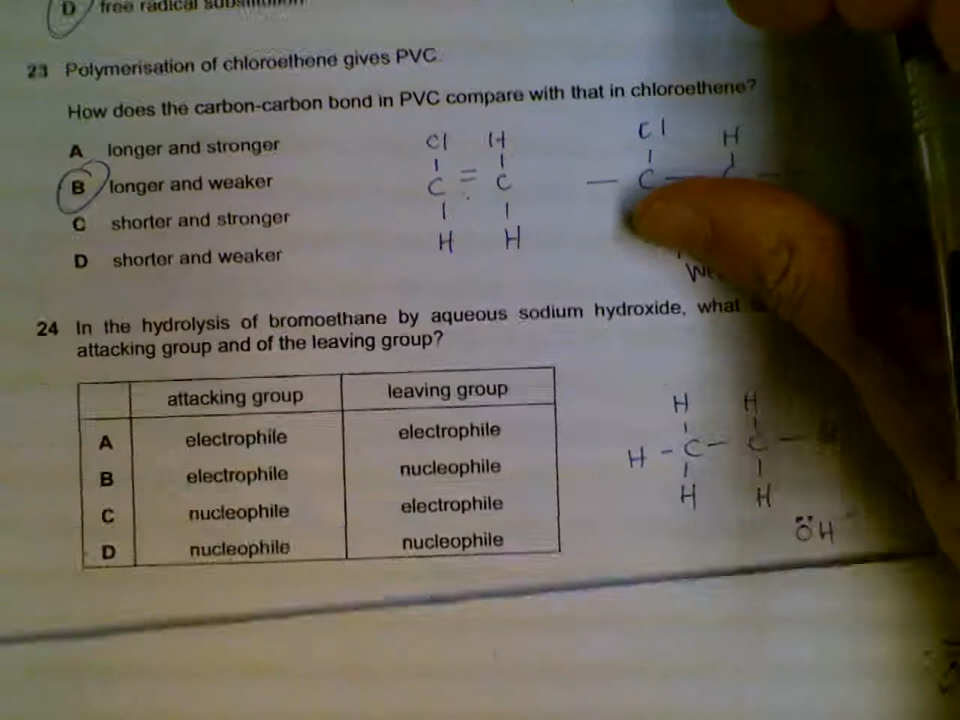 D free radical substitution
23 Polymerisation of chloroethene gives PVC.
How does the carbon-carbon bond in PVC compare with that in chloroethene?
A longer and stronger
B longer and weaker
C shorter and stronger
D shorter and weaker
Cl H
C = C
H H
Cl H
— C — C —
24 In the hydrolysis of bromoethane by aqueous sodium hydroxide, what
attacking group and of the leaving group?
attacking group leaving group
A electrophile electrophile
B electrophile nucleophile
C nucleophile electrophile
D nucleophile nucleophile
H H
H - C - C -
H H
OH